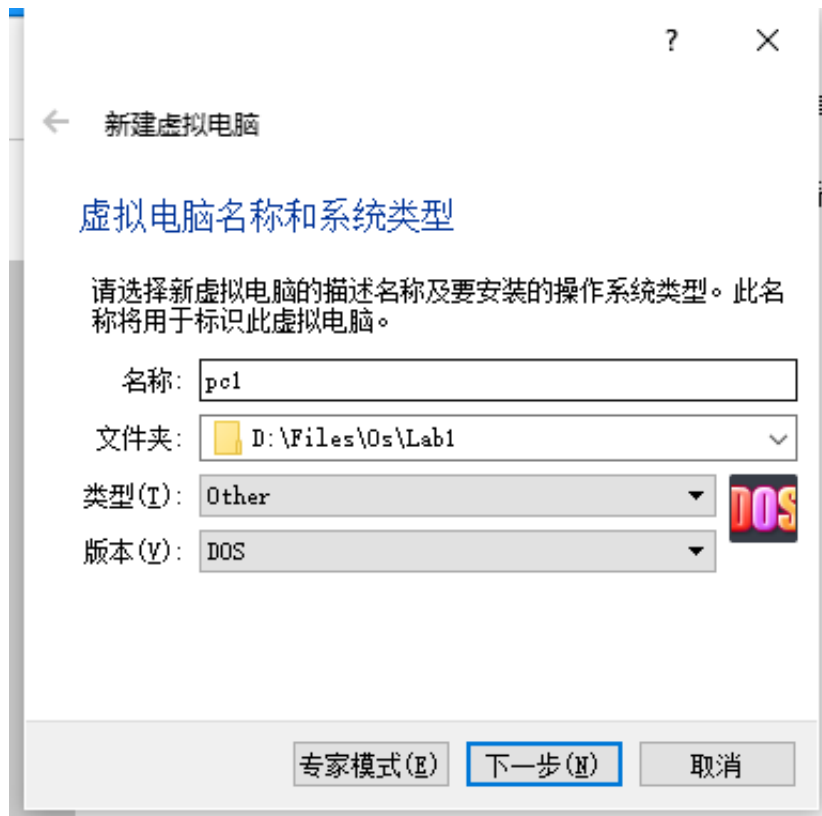 ?
新建虚拟电脑
虚拟电脑名称和系统类型
请选择新虚拟电脑的描述名称及要安装的操作系统类型。此名
称将用于标识此虚拟电脑。
名称: pc1
文件夹: D:\Files\Os\Lab1
类型(T): Other
DOS
版本(V): DOS
专家模式(E) 下一步(N) 取消